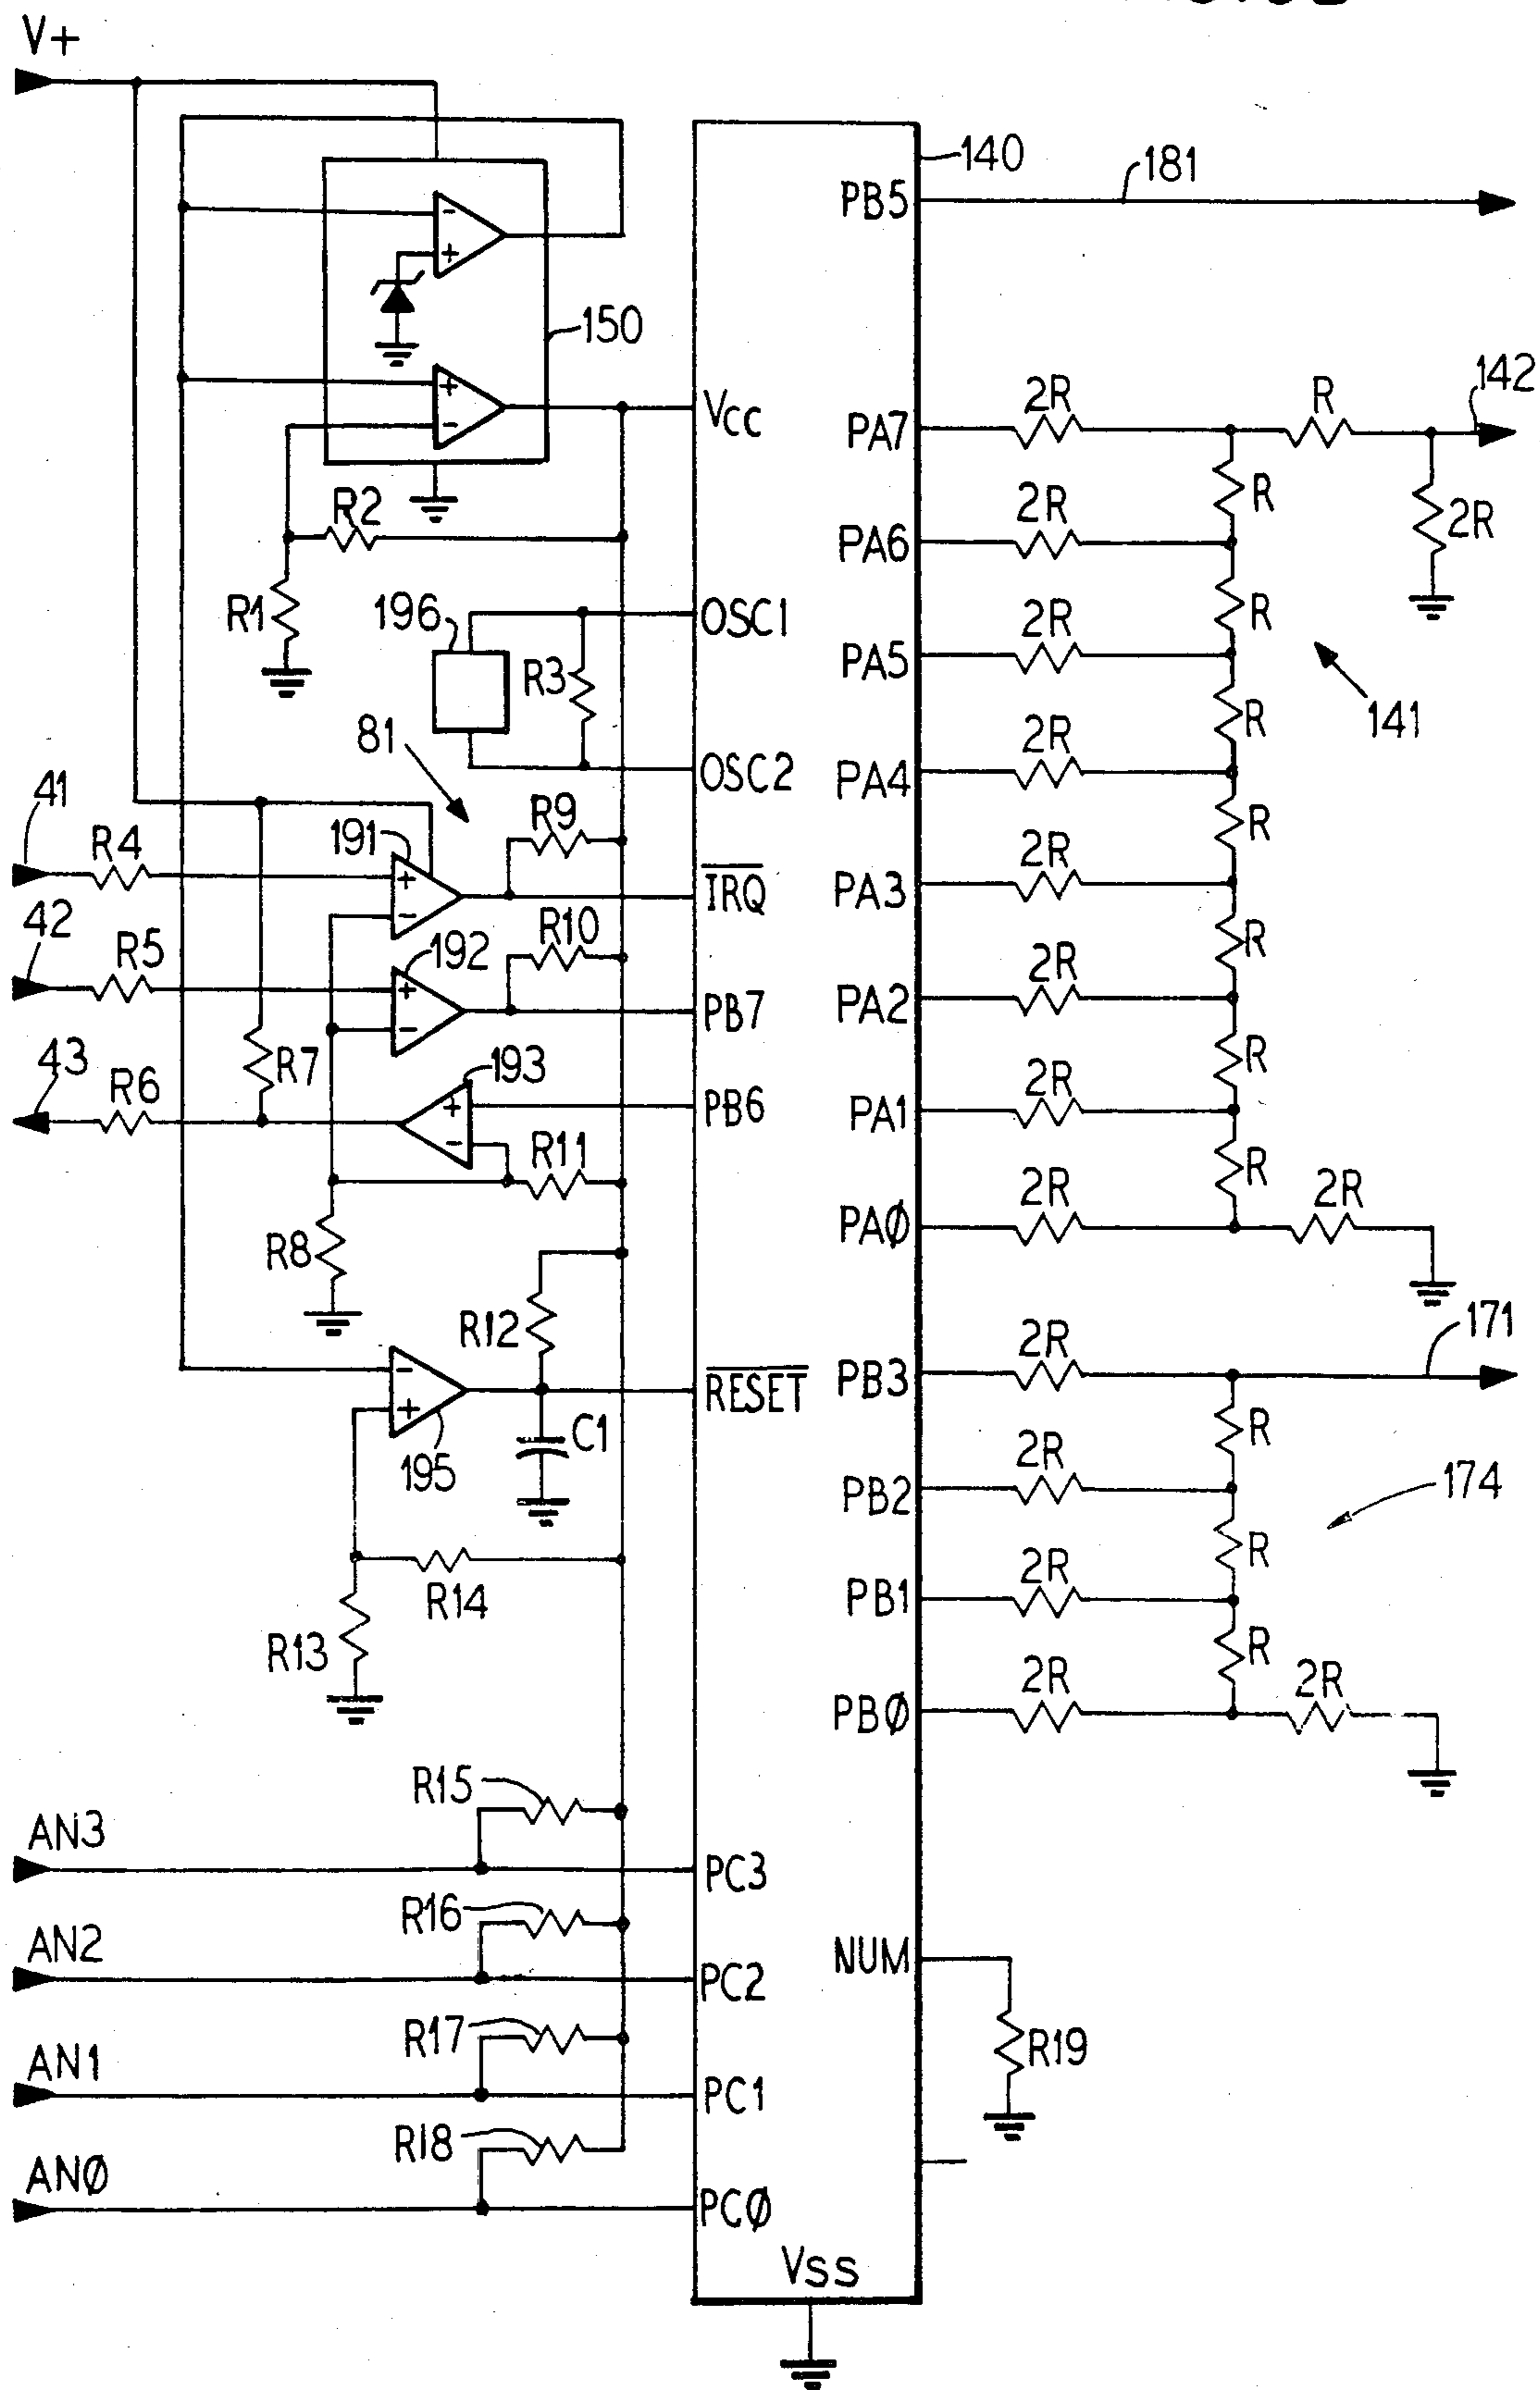 V+
140
181
PB5
150
VCC
PA7
2R
R
142
R2
PA6
2R
R
2R
R1
196
OSC1
R3
PA5
2R
R
141
81
OSC2
PA4
2R
R
41
R4
191
R9
IRQ
PA3
2R
R
42
R5
192
R10
PB7
PA2
2R
R
43
R6
R7
193
PB6
PA1
2R
R
R11
R8
PAØ
2R
R
2R
R12
171
RESET
PB3
2R
C1
195
R
PB2
2R
174
R14
R
PB1
2R
R13
R
PBØ
2R
2R
R15
AN3
PC3
R16
AN2
PC2
NUM
R17
R19
AN1
PC1
R18
ANØ
PCØ
VSS